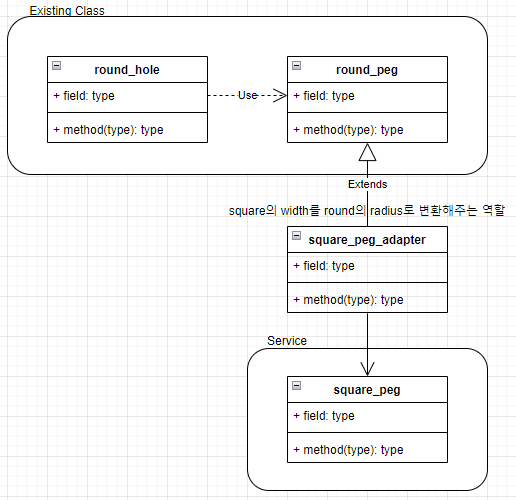 Existing Class
round_hole
+ field: type
+ method(type): type
Use
round_peg
+ field: type
+ method(type): type
Extends
square의 width를 round의 radius로 변화해주는 역할
square_peg_adapter
+ field: type
+ method(type): type
Service
square_peg
+ field: type
+ method(type): type